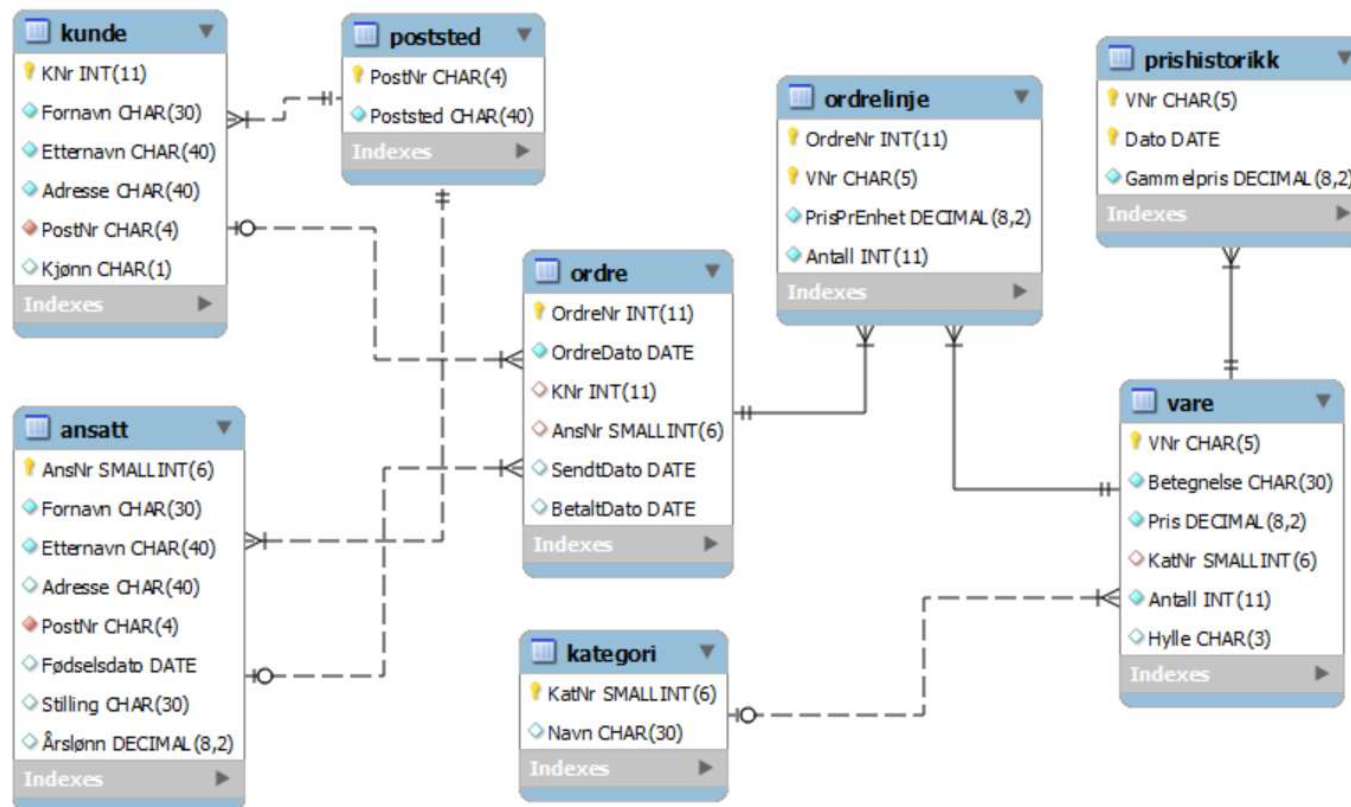 kunde
KNr INT(11)
Fornavn CHAR(30)
Etternavn CHAR(40)
Adresse CHAR(40)
PostNr CHAR(4)
Kjønn CHAR(1)
Indexes
poststed
PostNr CHAR(4)
Poststed CHAR(40)
Indexes
ordre
OrdreNr INT(11)
OrdreDato DATE
KNr INT(11)
AnsNr SMALLINT(6)
SendtDato DATE
BetaltDato DATE
Indexes
ordrelinje
OrdreNr INT(11)
VNr CHAR(5)
PrisPrEnhet DECIMAL(8,2)
Antall INT(11)
Indexes
prishistorikk
VNr CHAR(5)
Dato DATE
Gammelpris DECIMAL(8,2)
Indexes
ansatt
AnsNr SMALLINT(6)
Fornavn CHAR(30)
Etternavn CHAR(40)
Adresse CHAR(40)
PostNr CHAR(4)
Fødselsdato DATE
Stilling CHAR(30)
Årslønn DECIMAL(8,2)
Indexes
kategori
KatNr SMALLINT(6)
Navn CHAR(30)
Indexes
vare
VNr CHAR(5)
Betegnelse CHAR(30)
Pris DECIMAL(8,2)
KatNr SMALLINT(6)
Antall INT(11)
Hylle CHAR(3)
Indexes